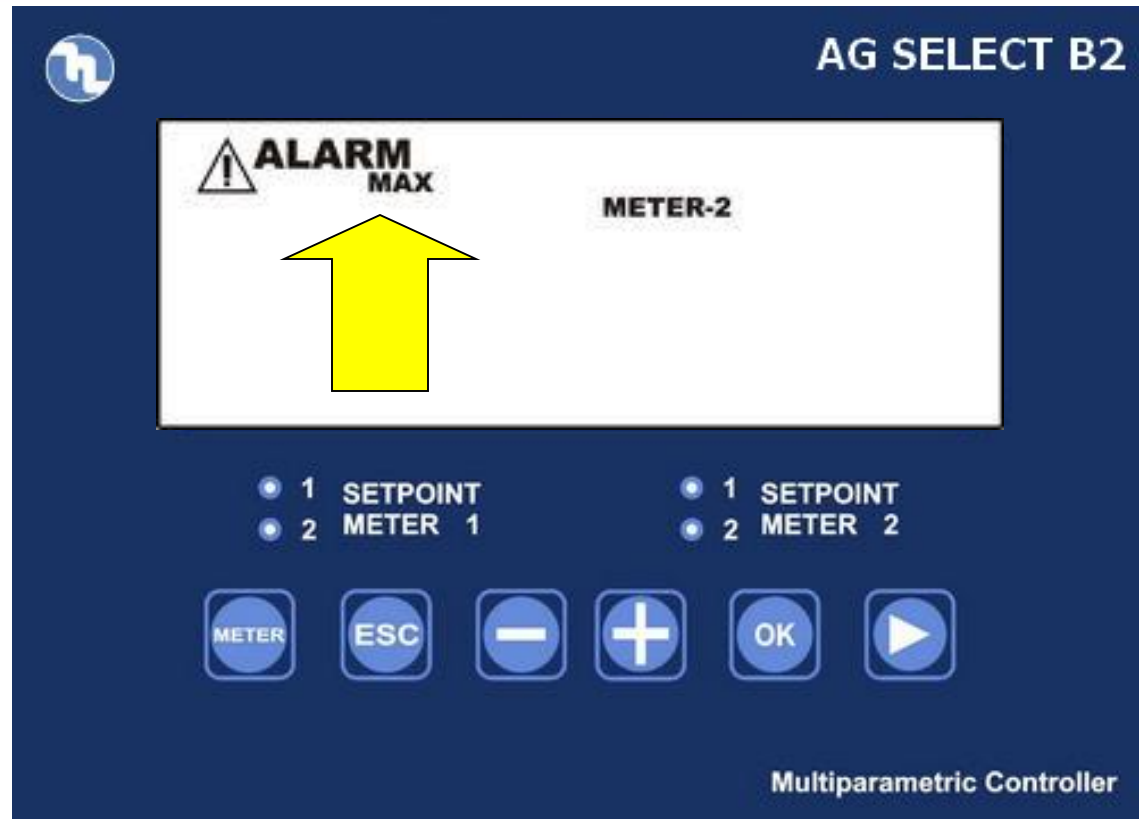 AG SELECT B2
ALARM
MAX
METER-2
1 SETPOINT
2 METER 1
1 SETPOINT
2 METER 2
METER
ESC
OK
Multiparametric Controller